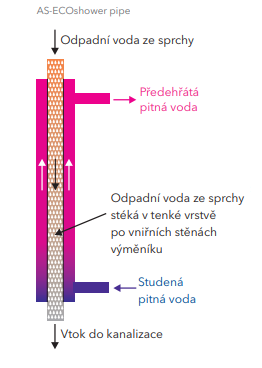 AS-ECOshower pipe
Odpadní voda ze sprchy
Předehřátá
pitná voda
Odpadní voda ze sprchy
stéká v tenké vrstvě
po vniřních stěnách
výměníku
Studená
pitná voda
Vtok do kanalizace